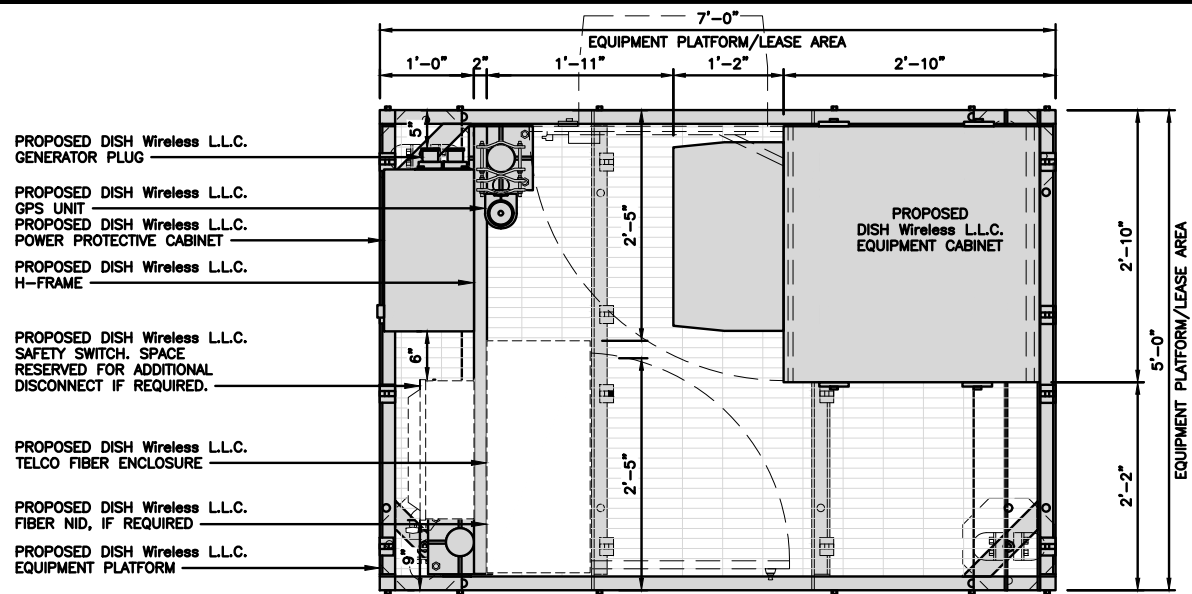 7'-0"
EQUIPMENT PLATFORM/LEASE AREA
1'-0"
2"
1'-11"
1'-2"
2'-10"
PROPOSED DISH Wireless L.L.C.
GENERATOR PLUG
PROPOSED DISH Wireless L.L.C.
GPS UNIT
PROPOSED DISH Wireless L.L.C.
POWER PROTECTIVE CABINET
PROPOSED DISH Wireless L.L.C.
H-FRAME
PROPOSED DISH Wireless L.L.C.
SAFETY SWITCH. SPACE
RESERVED FOR ADDITIONAL
DISCONNECT IF REQUIRED.
PROPOSED DISH Wireless L.L.C.
TELCO FIBER ENCLOSURE
PROPOSED DISH Wireless L.L.C.
FIBER NID, IF REQUIRED
PROPOSED DISH Wireless L.L.C.
EQUIPMENT PLATFORM
5"
6"
9"
2'-5"
2'-5"
PROPOSED
DISH Wireless L.L.C.
EQUIPMENT CABINET
2'-10"
2'-2"
5'-0"
EQUIPMENT PLATFORM/LEASE AREA